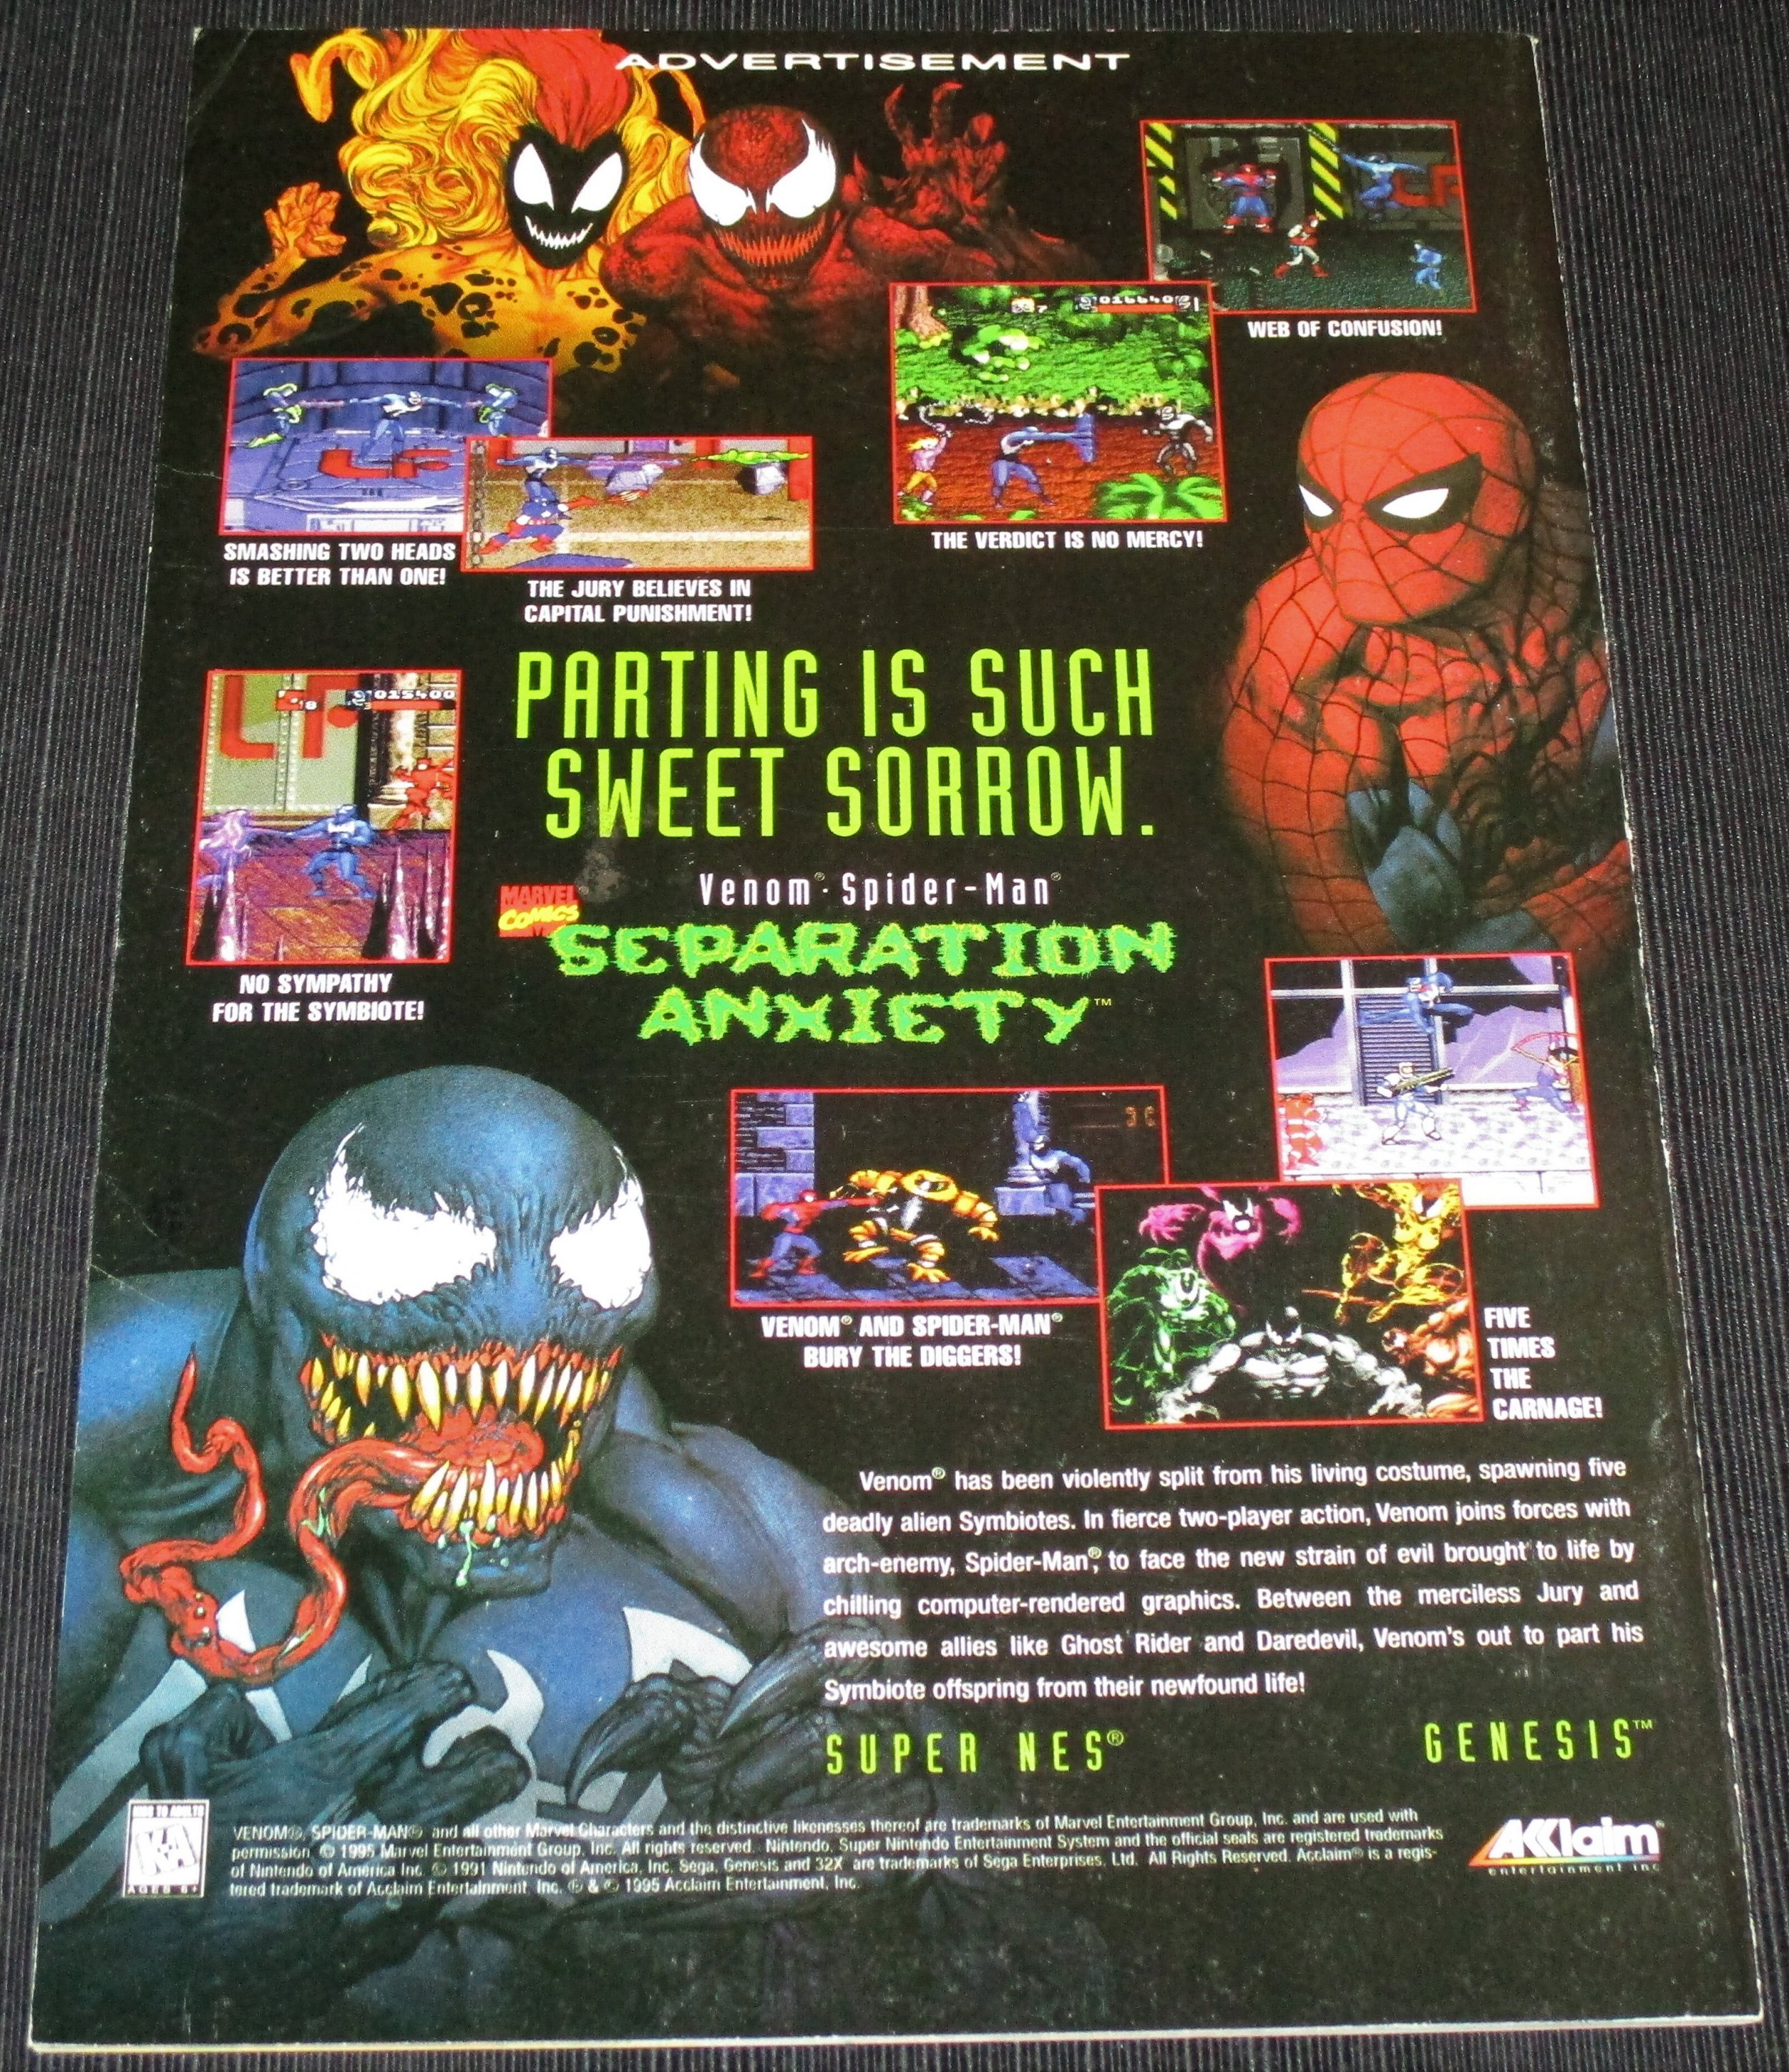 ADVERTISEMENT
WEB OF CONFUSION!
SMASHING TWO HEADS
IS BETTER THAN ONE!
THE JURY BELIEVES IN
CAPITAL PUNISHMENT!
THE VERDICT IS NO MERCY!
LF
015400
NO SYMPATHY
FOR THE SYMBIOTE!
PARTING IS SUCH
SWEET SORROW.
MARVEL
COMICS
Venom® · Spider-Man®
SEPARATION
ANXIETY™
VENOM® AND SPIDER-MAN®
BURY THE DIGGERS!
FIVE
TIMES
THE
CARNAGE!
Venom® has been violently split from his living costume, spawning five
deadly alien Symbiotes. In fierce two-player action, Venom joins forces with
arch-enemy, Spider-Man®, to face the new strain of evil brought to life by
chilling computer-rendered graphics. Between the merciless Jury and
awesome allies like Ghost Rider and Daredevil, Venom's out to part his
Symbiote offspring from their newfound life!
SUPER NES® GENESIS™
KIDS TO ADULTS
K-A
AGES 6+
VENOM®, SPIDER-MAN® and all other Marvel Characters and the distinctive likenesses thereof are trademarks of Marvel Entertainment Group, Inc. and are used with
permission. © 1995 Marvel Entertainment Group, Inc. All rights reserved. Nintendo, Super Nintendo Entertainment System and the official seals are registered trademarks
of Nintendo of America Inc. © 1991 Nintendo of America, Inc. Sega, Genesis and 32X are trademarks of Sega Enterprises, Ltd. All Rights Reserved. Acclaim® is a regis-
tered trademark of Acclaim Entertainment, Inc. ® & © 1995 Acclaim Entertainment, Inc.
AKKlaim®
entertainment inc